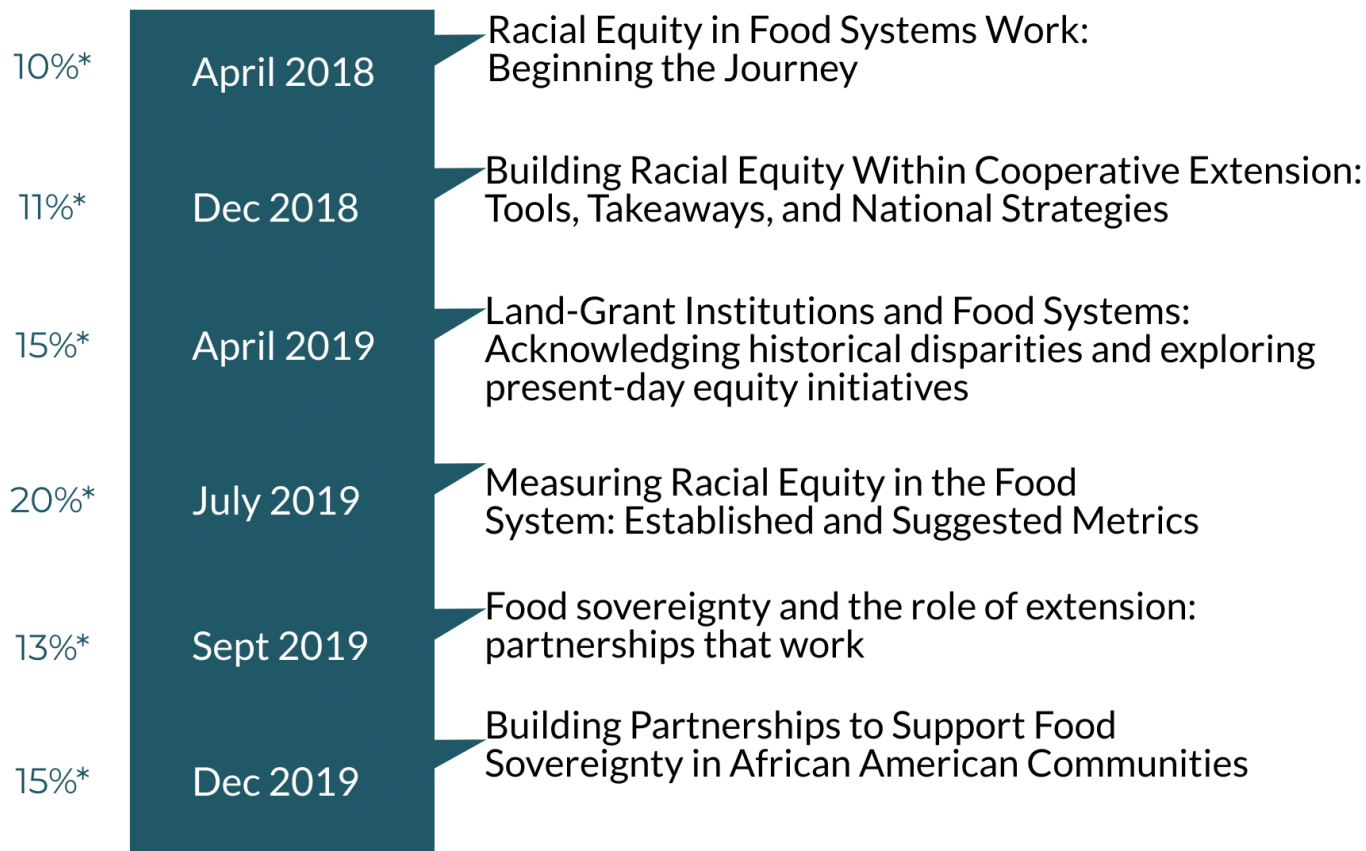 10%*
April 2018
Racial Equity in Food Systems Work:
Beginning the Journey
11%*
Dec 2018
Building Racial Equity Within Cooperative Extension:
Tools, Takeaways, and National Strategies
15%*
April 2019
Land-Grant Institutions and Food Systems:
Acknowledging historical disparities and exploring
present-day equity initiatives
20%*
July 2019
Measuring Racial Equity in the Food
System: Established and Suggested Metrics
13%*
Sept 2019
Food sovereignty and the role of extension:
partnerships that work
15%*
Dec 2019
Building Partnerships to Support Food
Sovereignty in African American Communities